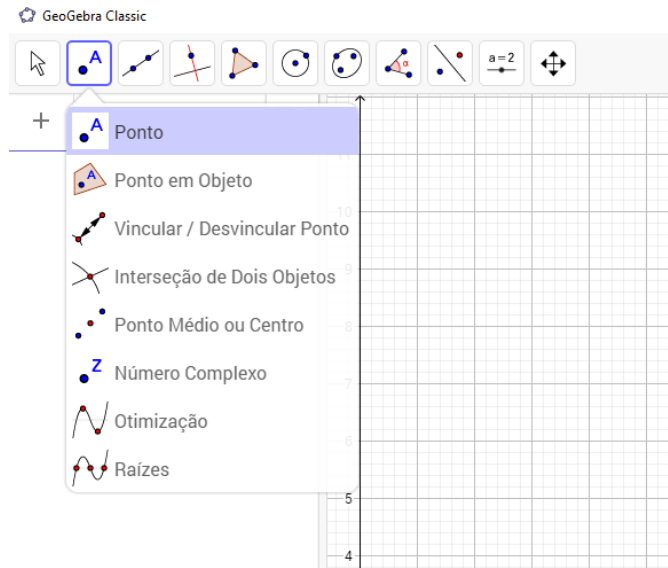 GeoGebra Classic
A
α
a = 2
+
A Ponto
A Ponto em Objeto
Vincular / Desvincular Ponto
Interseção de Dois Objetos
Ponto Médio ou Centro
Z Número Complexo
Otimização
Raízes
11
10
9
8
7
6
5
4